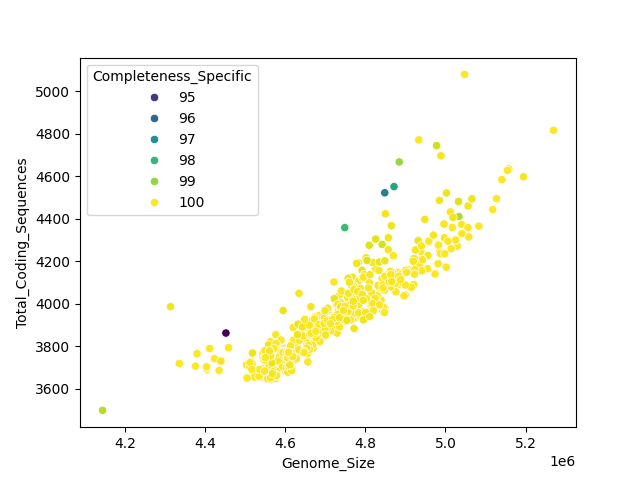 Completeness_Specific
95
96
97
98
99
100
5000
4800
4600
4400
4200
4000
3800
3600
Total_Coding_Sequences
4.2 4.4 4.6 4.8 5.0 5.2
1e6
Genome_Size